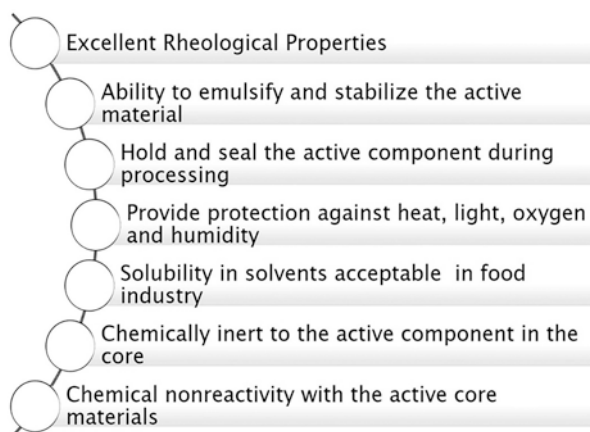 Excellent Rheological Properties
Ability to emulsify and stabilize the active
material
Hold and seal the active component during
processing
Provide protection against heat, light, oxygen
and humidity
Solubility in solvents acceptable in food
industry
Chemically inert to the active component in the
core
Chemical nonreactivity with the active core
materials